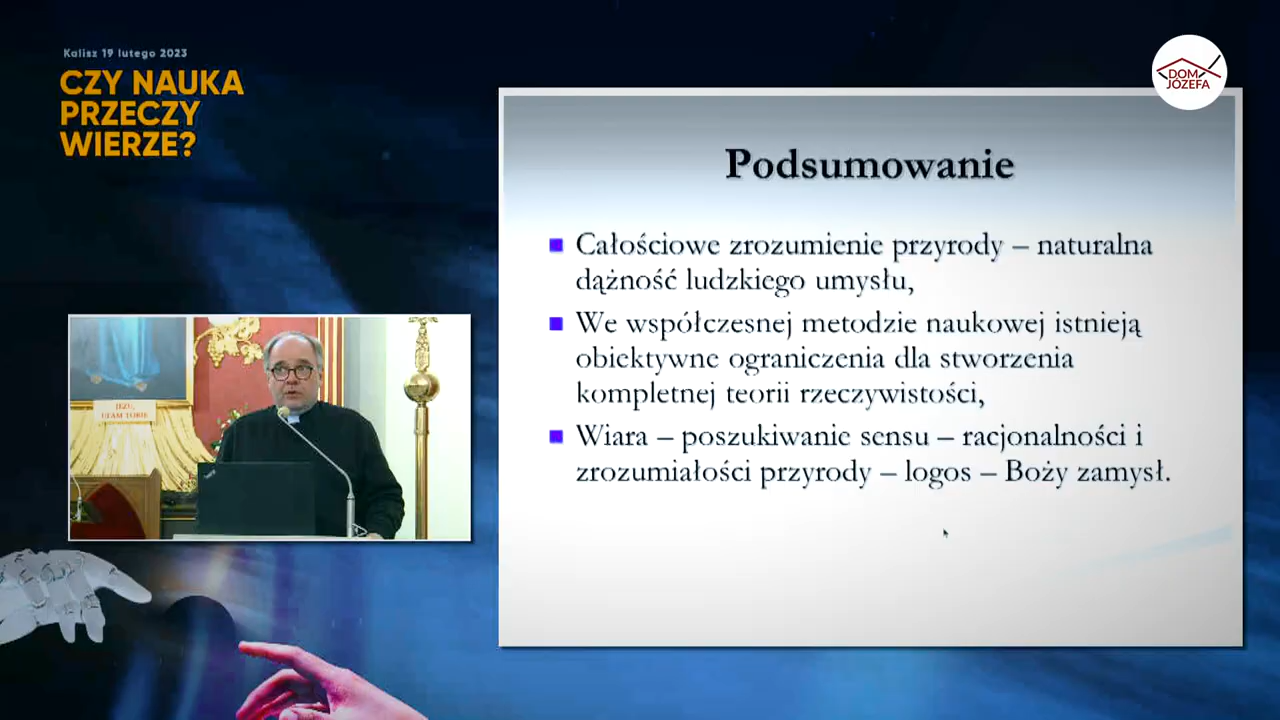 Kalisz 19 lutego 2023
CZY NAUKA
PRZECZY
WIERZE?
DOM
JÓZEFA
Podsumowanie
Całościowe zrozumienie przyrody – naturalna
dążność ludzkiego umysłu,
We współczesnej metodzie naukowej istnieją
obiektywne ograniczenia dla stworzenia
kompletnej teorii rzeczywistości,
Wiara – poszukiwanie sensu – racjonalności i
zrozumiałości przyrody – logos – Boży zamysł.
JEZU,
UFAM TOBIE